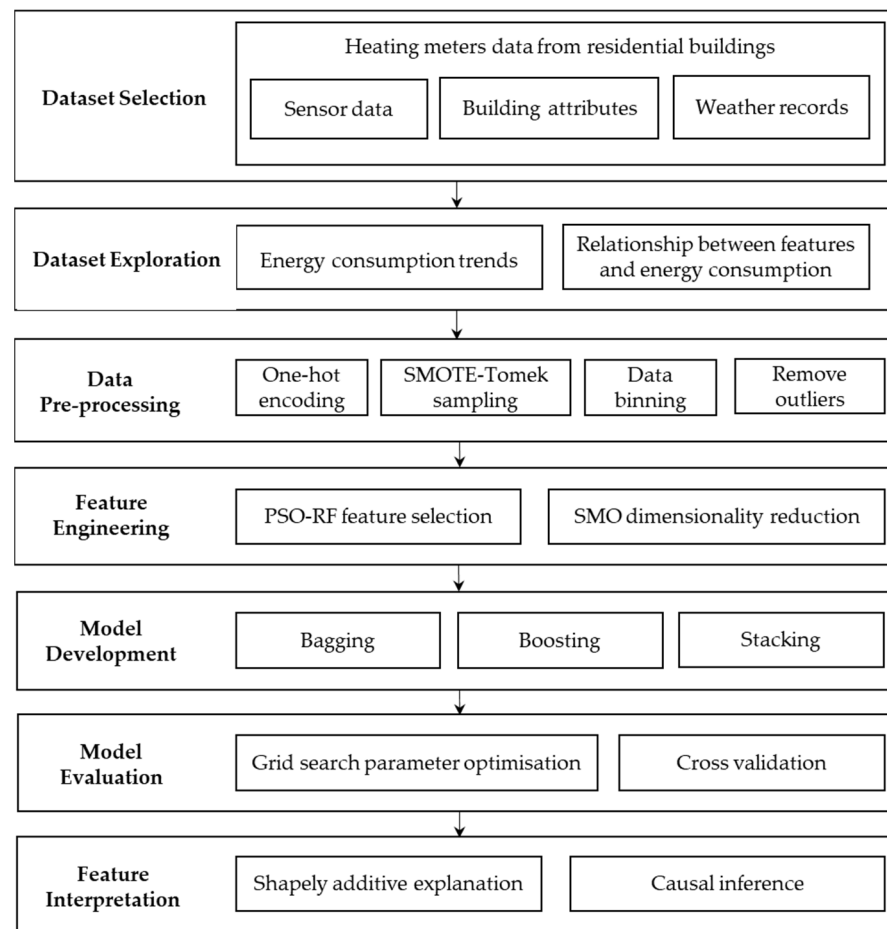 Heating meters data from residential buildings
Dataset Selection
Sensor data
Building attributes
Weather records
Dataset Exploration
Energy consumption trends
Relationship between features
and energy consumption
Data
Pre-processing
One-hot
encoding
SMOTE-Tomek
sampling
Data
binning
Remove
outliers
Feature
Engineering
PSO-RF feature selection
SMO dimensionality reduction
Model
Development
Bagging
Boosting
Stacking
Model
Evaluation
Grid search parameter optimisation
Cross validation
Feature
Interpretation
Shapely additive explanation
Causal inference